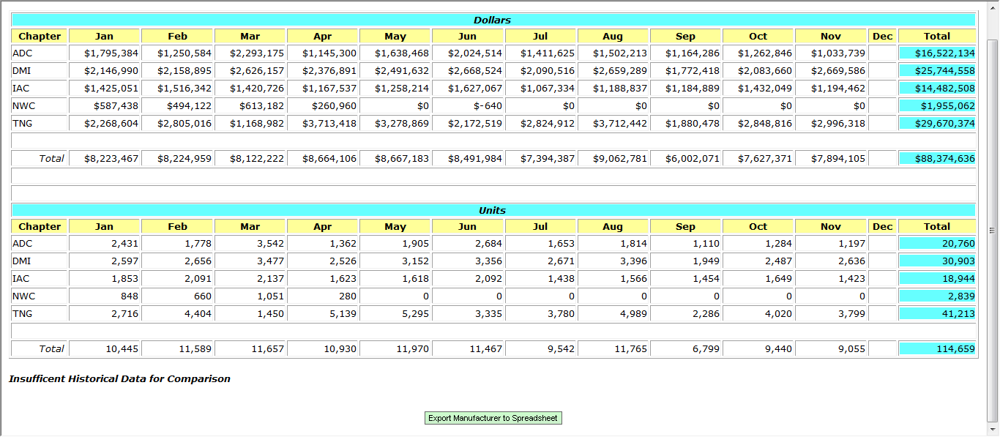 Dollars
Chapter Jan Feb Mar Apr May Jun Jul Aug Sep Oct Nov Dec Total
ADC $1,795,384 $1,250,584 $2,293,175 $1,145,300 $1,638,468 $2,024,514 $1,411,625 $1,502,213 $1,164,286 $1,262,846 $1,033,739 $16,522,134
DMI $2,146,990 $2,158,895 $2,626,157 $2,376,891 $2,491,632 $2,668,524 $2,090,516 $2,659,289 $1,772,418 $2,083,660 $2,669,586 $25,744,558
IAC $1,425,051 $1,516,342 $1,420,726 $1,167,537 $1,258,214 $1,627,067 $1,067,334 $1,188,837 $1,184,889 $1,432,049 $1,194,462 $14,482,508
NWC $587,438 $494,122 $613,182 $260,960 $0 $-640 $0 $0 $0 $0 $0 $1,955,062
TNG $2,268,604 $2,805,016 $1,168,982 $3,713,418 $3,278,869 $2,172,519 $2,824,912 $3,712,442 $1,880,478 $2,848,816 $2,996,318 $29,670,374
Total $8,223,467 $8,224,959 $8,122,222 $8,664,106 $8,667,183 $8,491,984 $7,394,387 $9,062,781 $6,002,071 $7,627,371 $7,894,105 $88,374,636
Units
Chapter Jan Feb Mar Apr May Jun Jul Aug Sep Oct Nov Dec Total
ADC 2,431 1,778 3,542 1,362 1,905 2,684 1,653 1,814 1,110 1,284 1,197 20,760
DMI 2,597 2,656 3,477 2,526 3,152 3,356 2,671 3,396 1,949 2,487 2,636 30,903
IAC 1,853 2,091 2,137 1,623 1,618 2,092 1,438 1,566 1,454 1,649 1,423 18,944
NWC 848 660 1,051 280 0 0 0 0 0 0 0 2,839
TNG 2,716 4,404 1,450 5,139 5,295 3,335 3,780 4,989 2,286 4,020 3,799 41,213
Total 10,445 11,589 11,657 10,930 11,970 11,467 9,542 11,765 6,799 9,440 9,055 114,659
Insufficent Historical Data for Comparison
Export Manufacturer to Spreadsheet